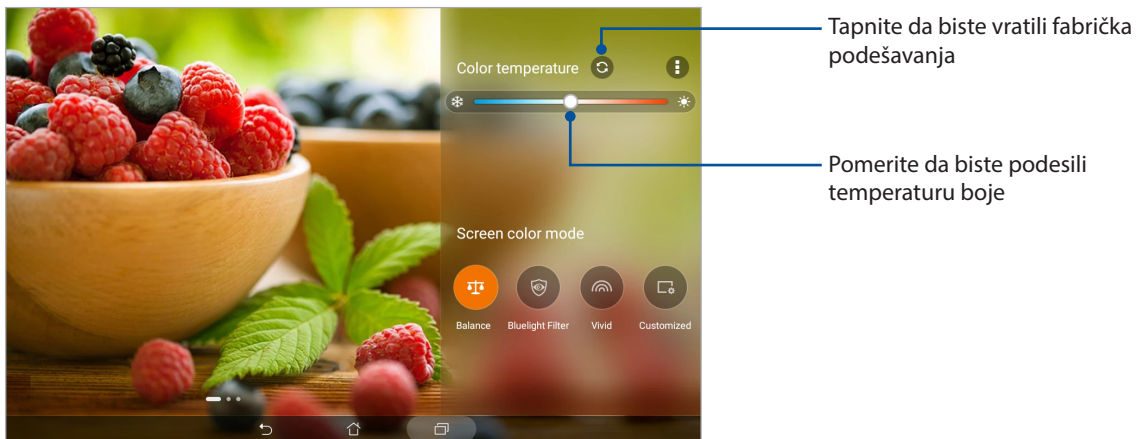 Tapnite da biste vratili fabrička
podešavanja
Color temperature
Pomerite da biste podesili
temperaturu boje
Screen color mode
Balance Bluelight Filter Vivid Customized